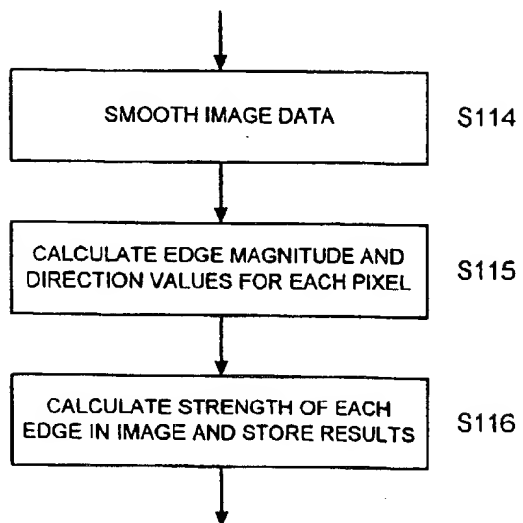 SMOOTH IMAGE DATA S114
CALCULATE EDGE MAGNITUDE AND
DIRECTION VALUES FOR EACH PIXEL S115
CALCULATE STRENGTH OF EACH
EDGE IN IMAGE AND STORE RESULTS S116